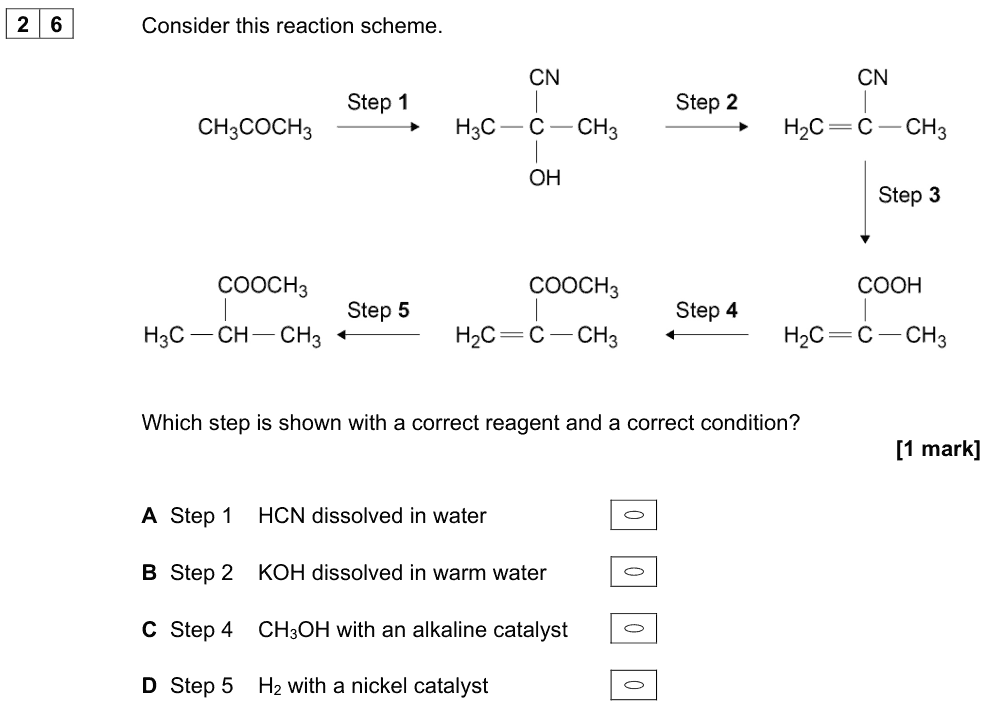 2 6 Consider this reaction scheme.
CN CN
Step 1 Step 2
CH₃COCH₃ H₃C — C — CH₃ H₂C = C — CH₃
OH
Step 3
COOCH₃ COOCH₃ COOH
Step 5 Step 4
H₃C — CH — CH₃ H₂C = C — CH₃ H₂C = C — CH₃
Which step is shown with a correct reagent and a correct condition?
[1 mark]
A Step 1 HCN dissolved in water
B Step 2 KOH dissolved in warm water
C Step 4 CH₃OH with an alkaline catalyst
D Step 5 H₂ with a nickel catalyst